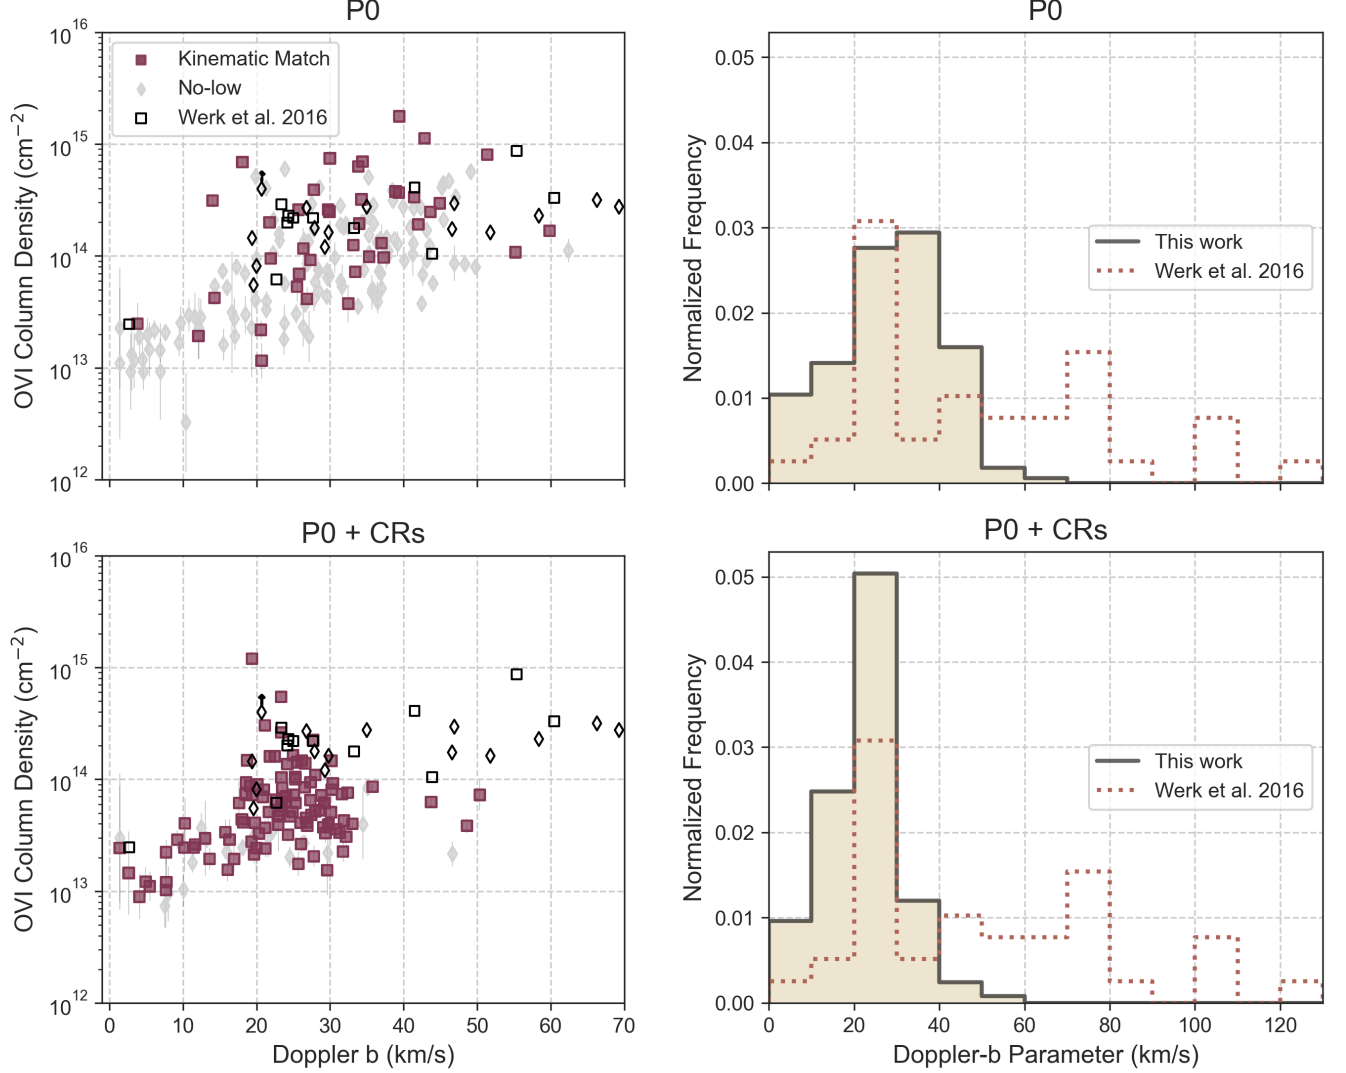 P0
10^16
10^15
10^14
10^13
10^12
OVI Column Density (cm^−2)
Kinematic Match
No-low
Werk et al. 2016
P0
0.05
0.04
0.03
0.02
0.01
0.00
Normalized Frequency
This work
Werk et al. 2016
P0 + CRs
10^16
10^15
10^14
10^13
10^12
OVI Column Density (cm^−2)
0 10 20 30 40 50 60 70
Doppler b (km/s)
P0 + CRs
0.05
0.04
0.03
0.02
0.01
0.00
Normalized Frequency
This work
Werk et al. 2016
0 20 40 60 80 100 120
Doppler-b Parameter (km/s)